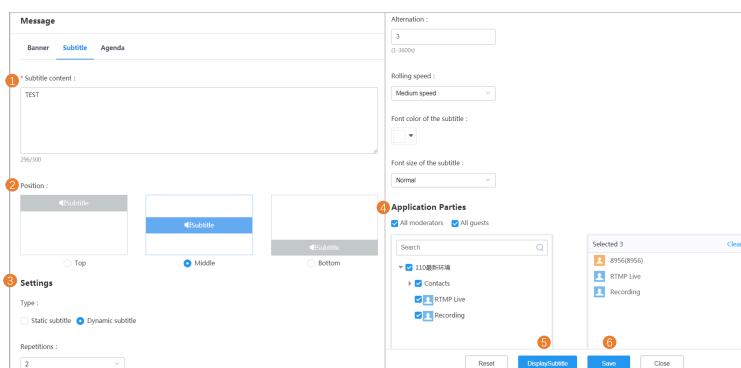 Message
Banner Subtitle Agenda
1
* Subtitle content :
TEST
296/300
2
Position :
Subtitle
Subtitle
Subtitle
Top Middle Bottom
3
Settings
Type :
Static subtitle Dynamic subtitle
Repetitions :
2
Alternation :
3
(1-3600s)
Rolling speed :
Medium speed
Font color of the subtitle :
Font size of the subtitle :
Normal
4
Application Parties
All moderators All guests
Search
110最新环境
Contacts
RTMP Live
Recording
Selected 3 Clear
8956(8956)
RTMP Live
Recording
5 6
Reset DisplaySubtitle Save Close